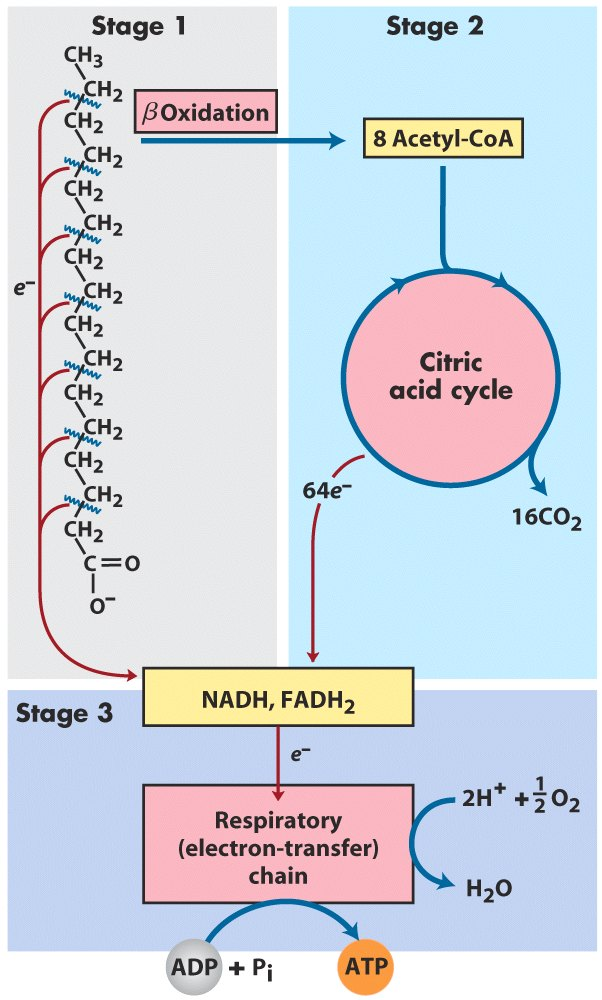 Stage 1
CH₃
CH₂
CH₂
CH₂
CH₂
CH₂
CH₂
CH₂
CH₂
CH₂
CH₂
CH₂
CH₂
CH₂
CH₂
C=O
O⁻
e⁻
βOxidation
Stage 2
8 Acetyl-CoA
Citric
acid cycle
64e⁻
16CO₂
Stage 3
NADH, FADH₂
e⁻
Respiratory
(electron-transfer)
chain
2H⁺ + ½ O₂
H₂O
ADP + Pᵢ
ATP